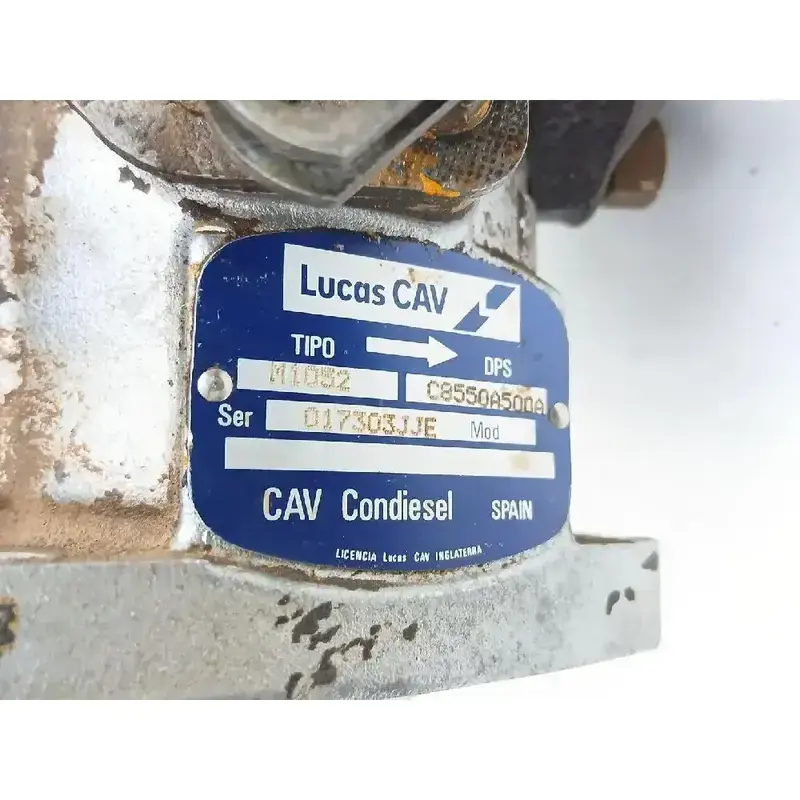 Lucas CAV
TIPO DPS
M1052 C8550A500A
Ser 017303JJE Mod
CAV Condiesel SPAIN
LICENCIA Lucas CAV INGLATERRA